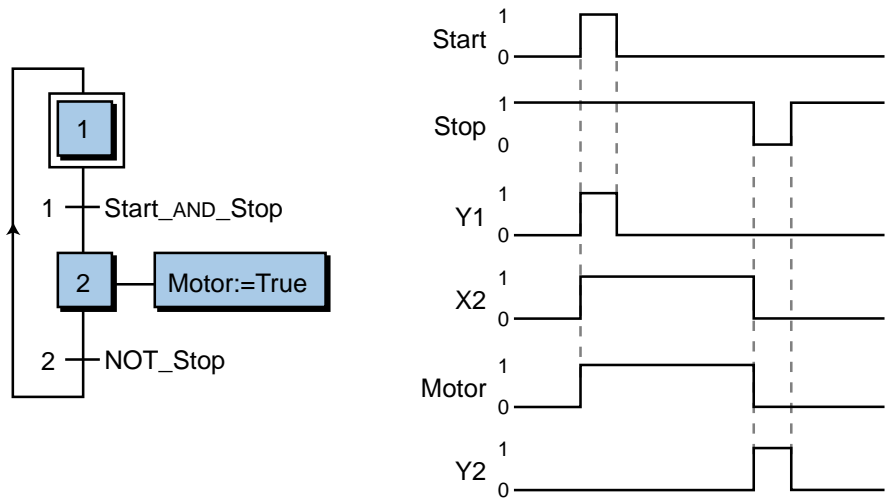 1
1 Start_AND_Stop
2 Motor:=True
2 NOT_Stop
Start 1
0
Stop 1
0
Y1 1
0
X2 1
0
Motor 1
0
Y2 1
0